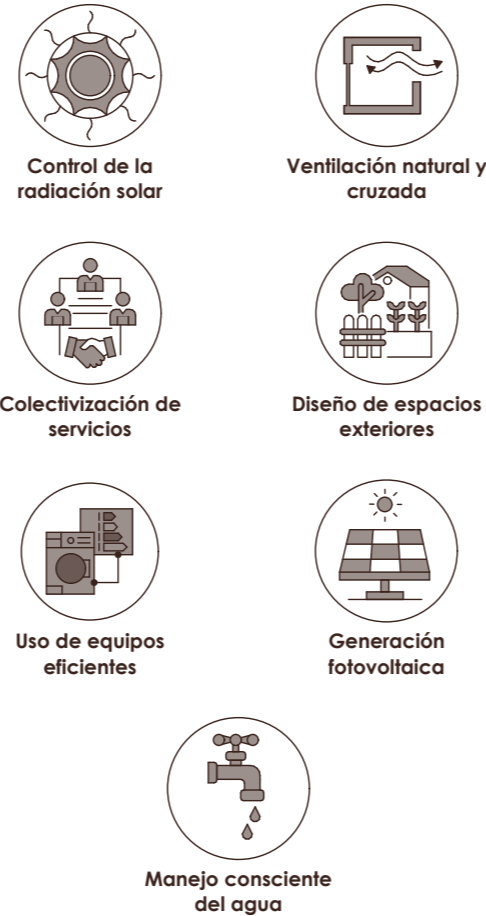 Control de la
radiación solar
Ventilación natural y
cruzada
Colectivización de
servicios
Diseño de espacios
exteriores
Uso de equipos
eficientes
Generación
fotovoltaica
Manejo consciente
del agua